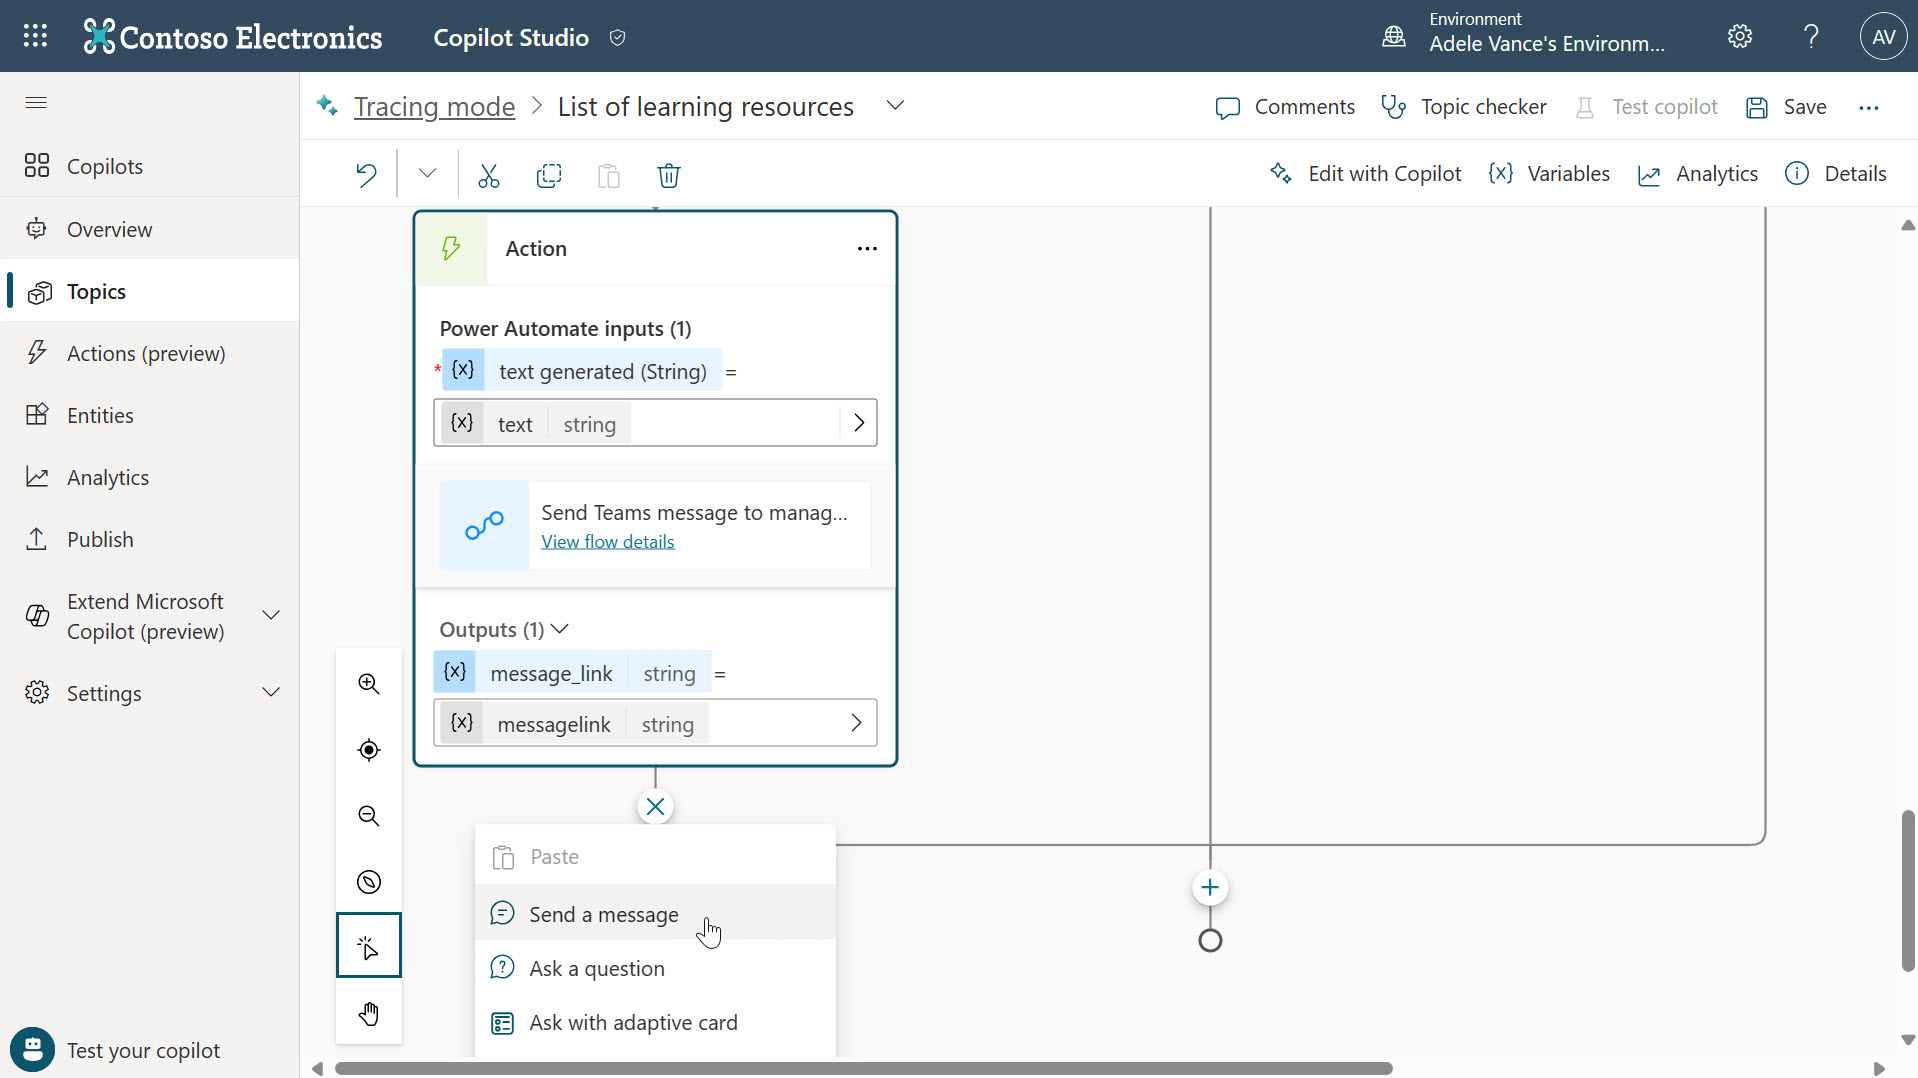 Contoso Electronics
Copilot Studio
Environment
Adele Vance's Environm...
AV
Tracing mode > List of learning resources
Comments
Topic checker
Test copilot
Save
Edit with Copilot
Variables
Analytics
Details
Copilots
Overview
Topics
Actions (preview)
Entities
Analytics
Publish
Extend Microsoft
Copilot (preview)
Settings
Test your copilot
Action
Power Automate inputs (1)
* {x} text generated (String) =
{x} text string
Send Teams message to manag...
View flow details
Outputs (1)
{x} message_link string =
{x} messagelink string
Paste
Send a message
Ask a question
Ask with adaptive card